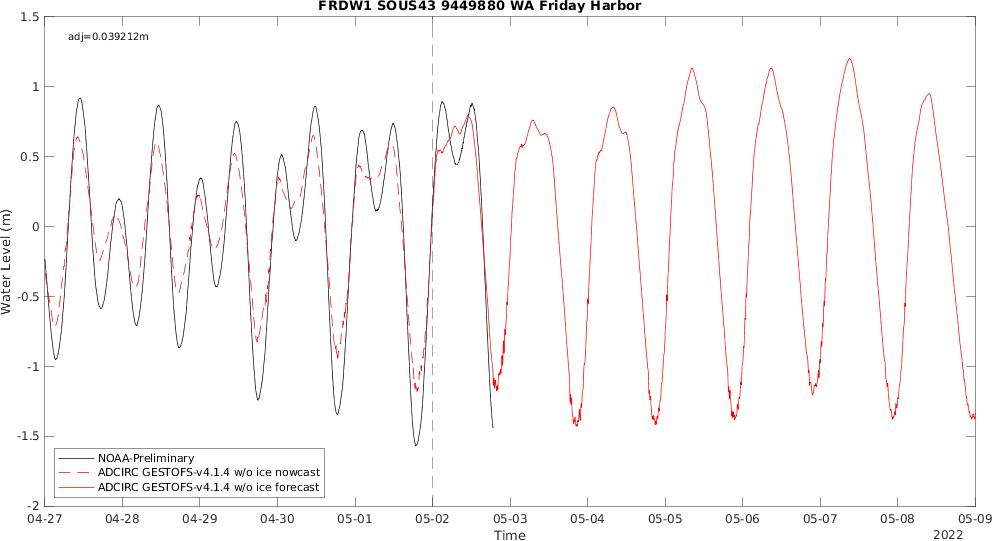 FRDW1 SOUS43 9449880 WA Friday Harbor
adj=0.039212m
Water Level (m)
1.5
1
0.5
0
-0.5
-1
-1.5
-2
NOAA-Preliminary
ADCIRC GESTOFS-v4.1.4 w/o ice nowcast
ADCIRC GESTOFS-v4.1.4 w/o ice forecast
04-27 04-28 04-29 04-30 05-01 05-02 05-03 05-04 05-05 05-06 05-07 05-08 05-09
Time
2022